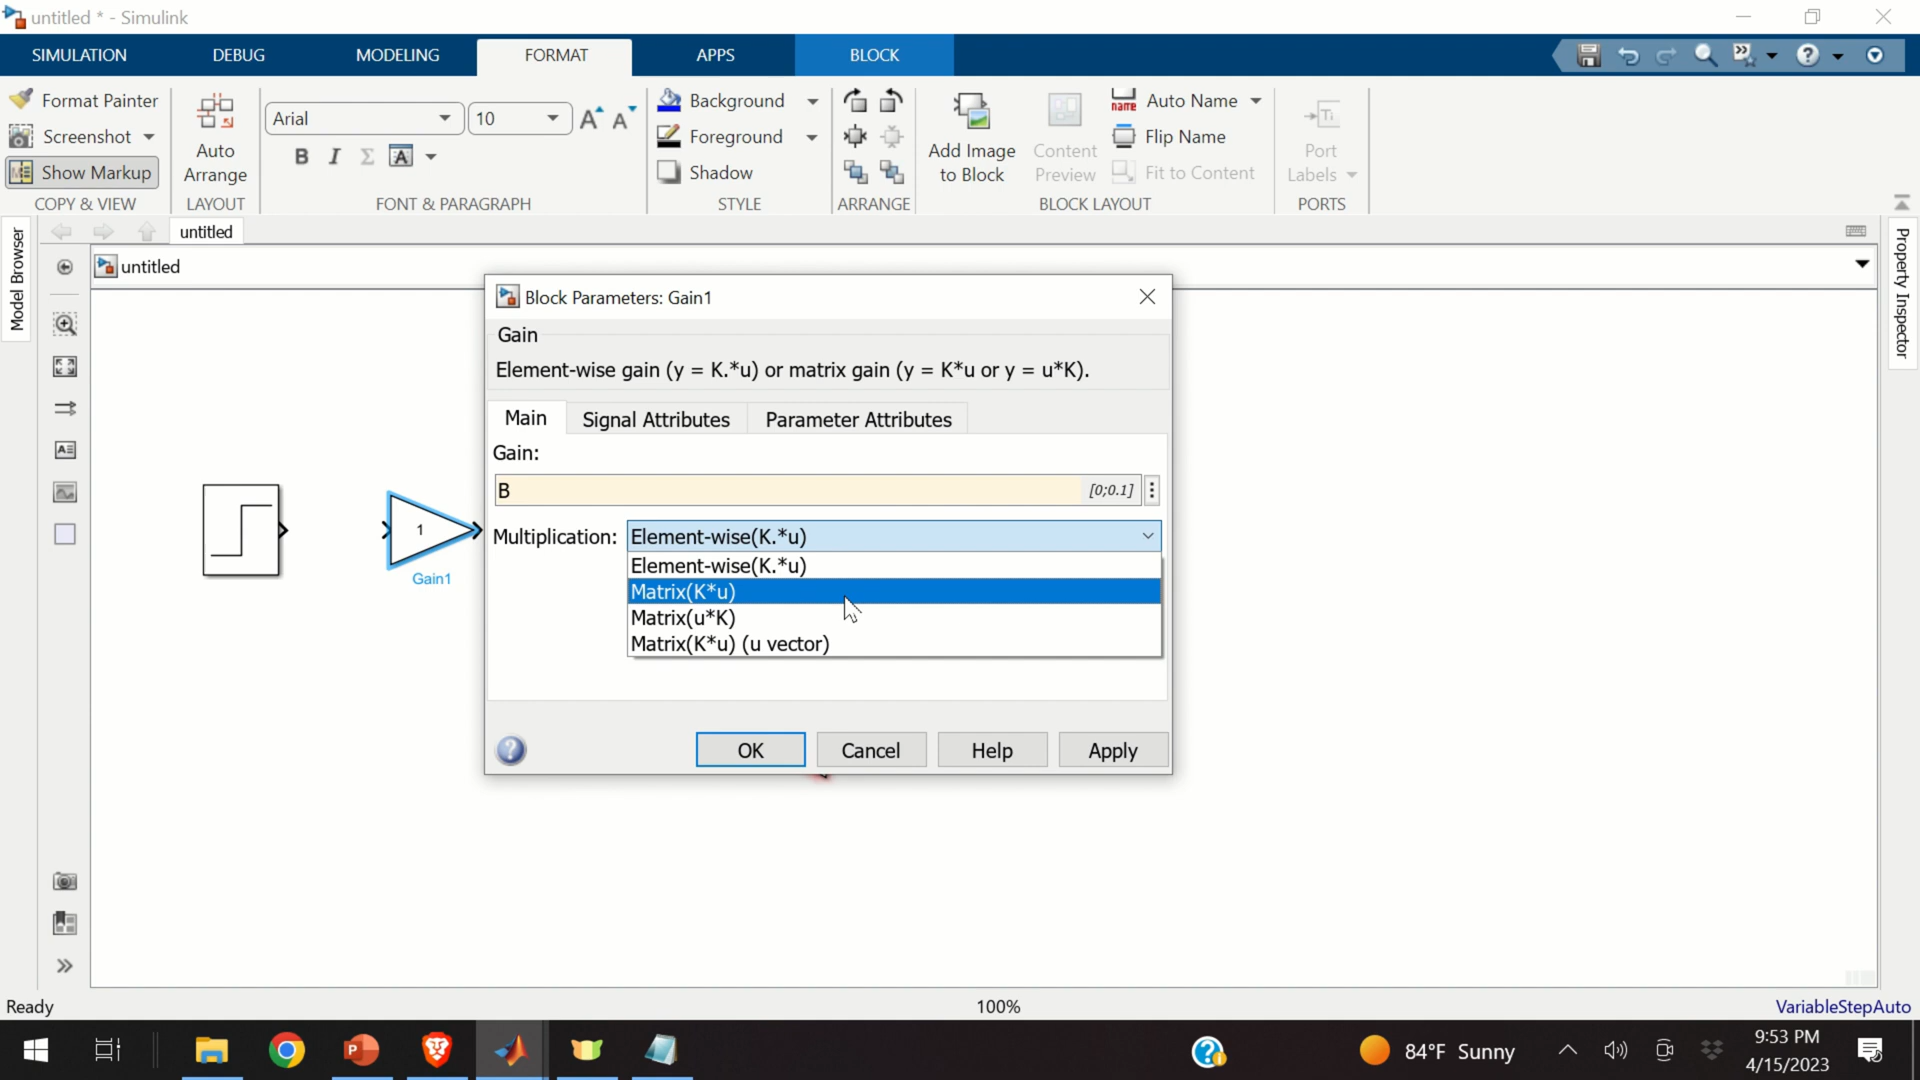 untitled * - Simulink
SIMULATION
DEBUG
MODELING
FORMAT
APPS
BLOCK
Format Painter
Screenshot
Show Markup
COPY & VIEW
Auto
Arrange
LAYOUT
Arial
10
B I Σ A
FONT & PARAGRAPH
Background
Foreground
Shadow
STYLE
ARRANGE
Add Image
to Block
Content
Preview
name
Auto Name
Flip Name
Fit to Content
BLOCK LAYOUT
Port
Labels
PORTS
Model Browser
untitled
untitled
Property Inspector
Block Parameters: Gain1
Gain
Element-wise gain (y = K.*u) or matrix gain (y = K*u or y = u*K).
Main
Signal Attributes
Parameter Attributes
Gain:
B
[0;0.1]
1
Gain1
Multiplication:
Element-wise(K.*u)
Element-wise(K.*u)
Matrix(K*u)
Matrix(u*K)
Matrix(K*u) (u vector)
OK
Cancel
Help
Apply
Ready
100%
VariableStepAuto
84°F Sunny
9:53 PM
4/15/2023